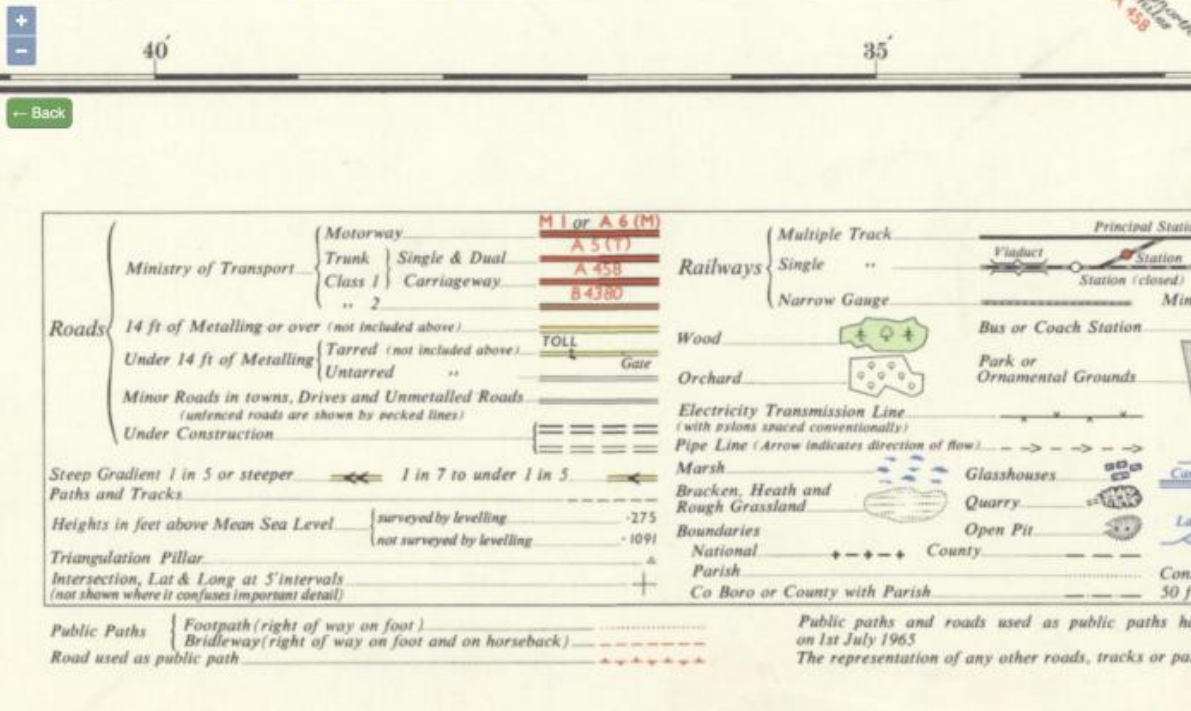 +
−
40′
35′
A 458
← Back
M 1 or A 6 (M)
Motorway
A 5 (T)
Ministry of Transport
Trunk
Class 1
Single & Dual
Carriageway
A 458
,, 2
B 4380
Roads
14 ft of Metalling or over (not included above)
Under 14 ft of Metalling
Tarred (not included above)
TOLL
Untarred ,,
Gate
Minor Roads in towns, Drives and Unmetalled Roads
(unfenced roads are shown by pecked lines)
Under Construction
Steep Gradient 1 in 5 or steeper
1 in 7 to under 1 in 5
Paths and Tracks
Heights in feet above Mean Sea Level
surveyed by levelling
·275
not surveyed by levelling
·1091
Triangulation Pillar
Intersection, Lat & Long at 5′intervals
(not shown where it confuses important detail)
Railways
Multiple Track
Principal Statio
Single ,,
Viaduct
Station
Station (closed)
Narrow Gauge
Min
Wood
Bus or Coach Station
Orchard
Park or
Ornamental Grounds
Electricity Transmission Line
(with pylons spaced conventionally)
Pipe Line (Arrow indicates direction of flow)
Marsh
Glasshouses
Bracken, Heath and
Rough Grassland
Quarry
Boundaries
Open Pit
National
County
Parish
Co Boro or County with Parish
Ca
La
Con
50 f
Public Paths
Footpath (right of way on foot)
Bridleway (right of way on foot and on horseback)
Road used as public path
Public paths and roads used as public paths ha
on 1st July 1965
The representation of any other roads, tracks or pa